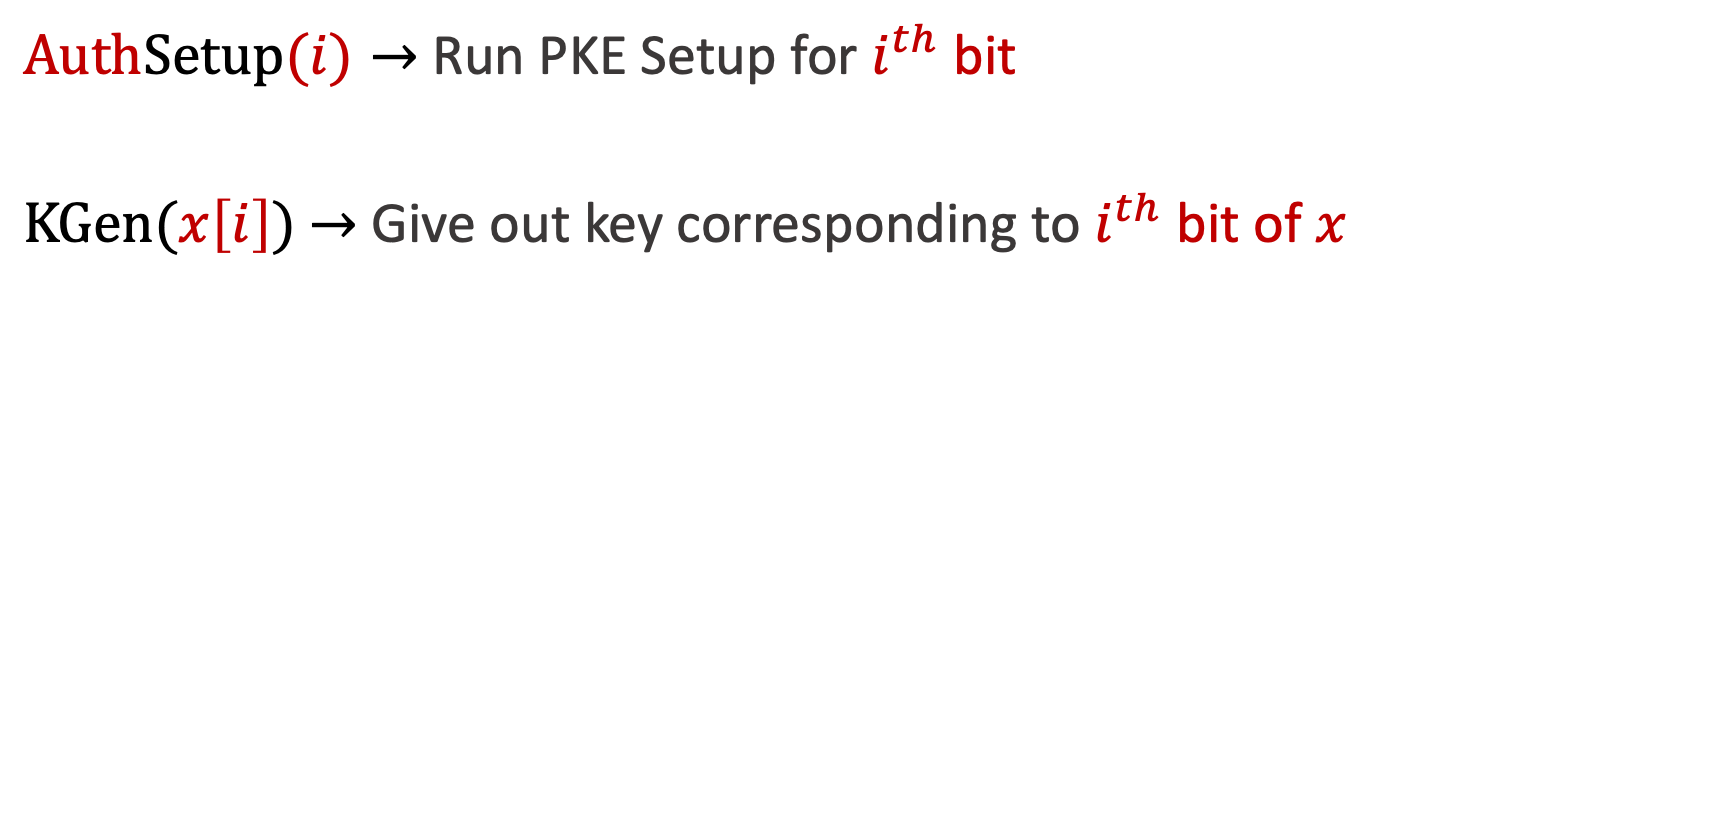 AuthSetup(i) → Run PKE Setup for i^th bit
KGen(x[i]) → Give out key corresponding to i^th bit of x